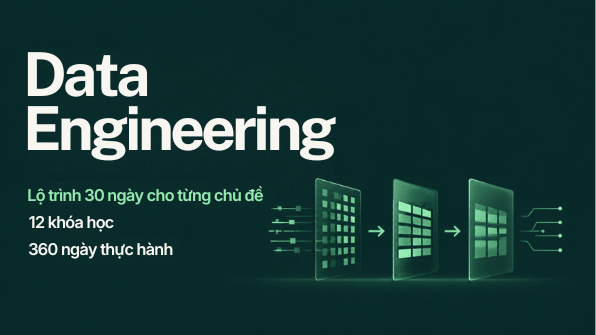 Data
Engineering
Lộ trình 30 ngày cho từng chủ đề
12 khóa học
360 ngày thực hành